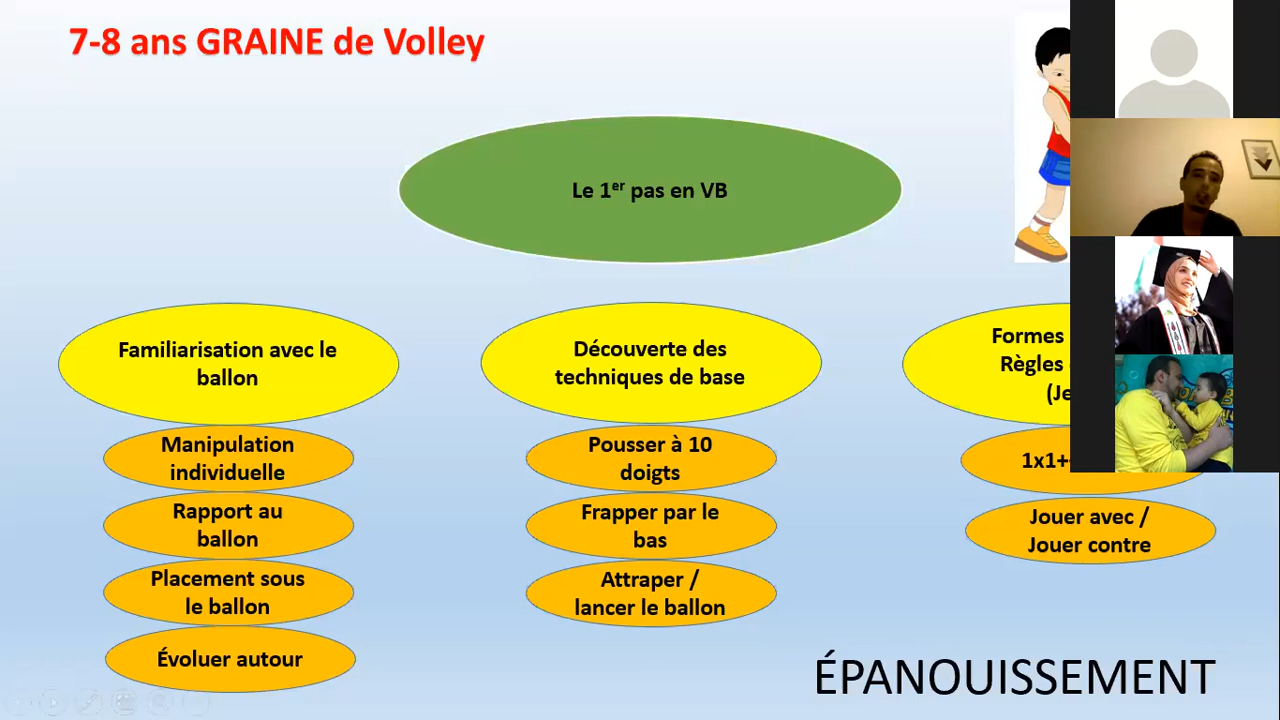 7-8 ans GRAINE de Volley
Le 1er pas en VB
Familiarisation avec le
ballon
Manipulation
individuelle
Rapport au
ballon
Placement sous
le ballon
Évoluer autour
Découverte des
techniques de base
Pousser à 10
doigts
Frapper par le
bas
Attraper /
lancer le ballon
Formes
Règles
(Je
1x1+
Jouer avec /
Jouer contre
ÉPANOUISSEMENT